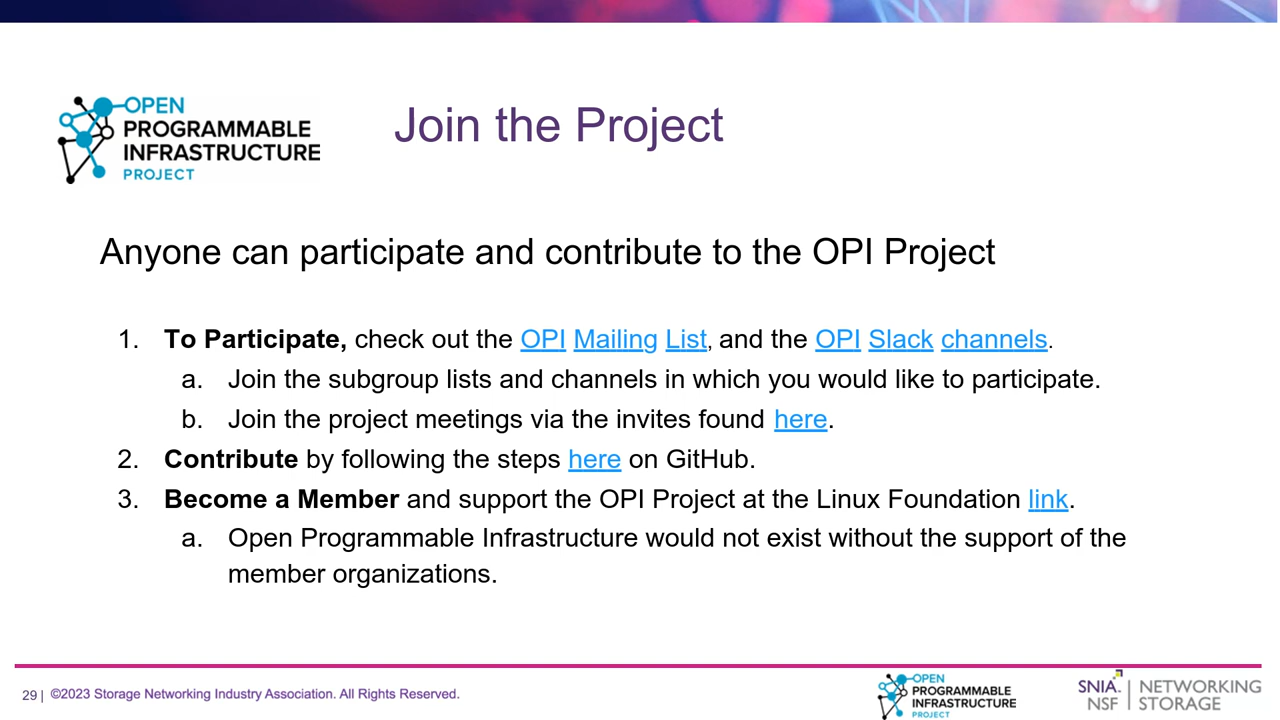 OPEN
PROGRAMMABLE
INFRASTRUCTURE
PROJECT
Join the Project
Anyone can participate and contribute to the OPI Project
1. To Participate, check out the OPI Mailing List, and the OPI Slack channels.
a. Join the subgroup lists and channels in which you would like to participate.
b. Join the project meetings via the invites found here.
2. Contribute by following the steps here on GitHub.
3. Become a Member and support the OPI Project at the Linux Foundation link.
a. Open Programmable Infrastructure would not exist without the support of the
member organizations.
29 | ©2023 Storage Networking Industry Association. All Rights Reserved.
OPEN
PROGRAMMABLE
INFRASTRUCTURE
PROJECT
SNIA. | NETWORKING
NSF | STORAGE